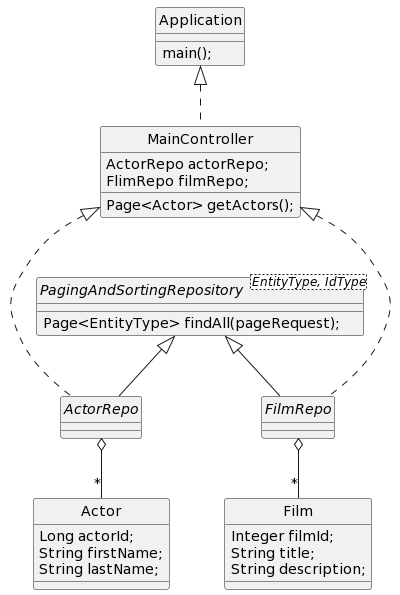 Application
main();
MainController
ActorRepo actorRepo;
FlimRepo filmRepo;
Page<Actor> getActors();
PagingAndSortingRepository
EntityType, IdType
Page<EntityType> findAll(pageRequest);
ActorRepo
FilmRepo
*
*
Actor
Long actorId;
String firstName;
String lastName;
Film
Integer filmId;
String title;
String description;